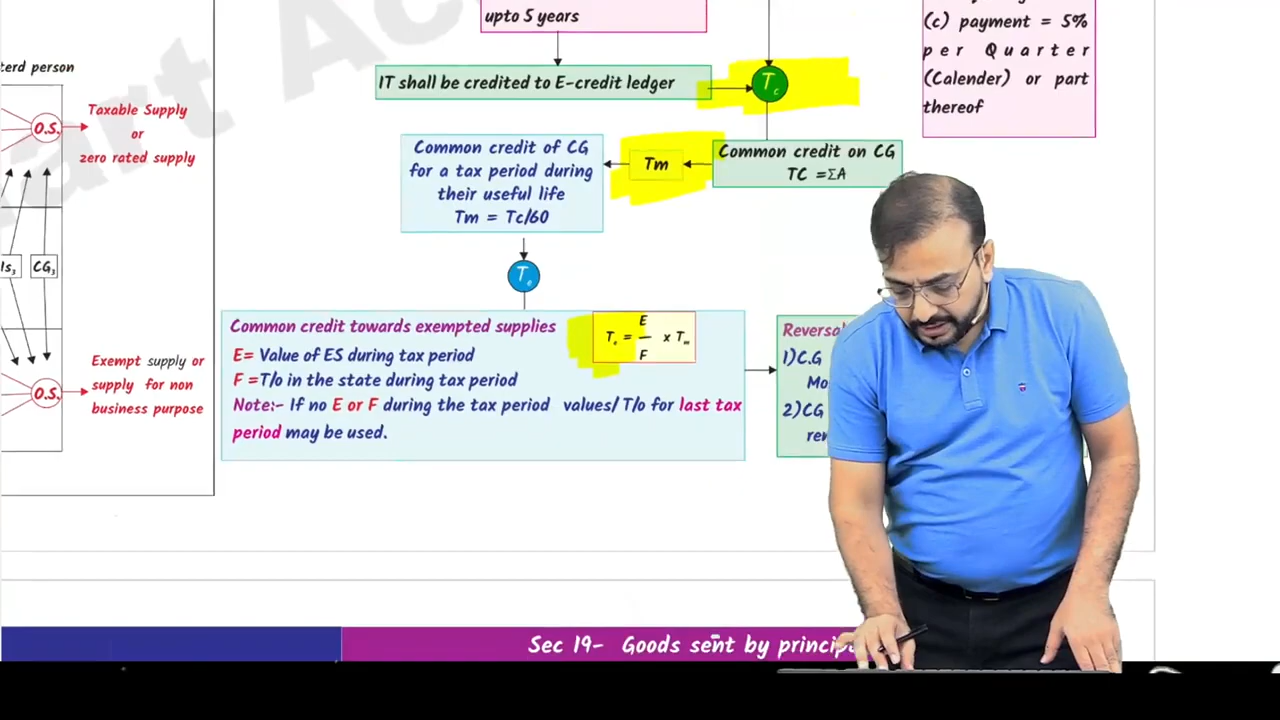 upto 5 years
(c) payment = 5%
per Quarter
(Calender) or part
thereof
IT shall be credited to E-credit ledger
Tc
Common credit of CG
for a tax period during
their useful life
Tm = Tc/60
Tm
Common credit on CG
TC =ΣA
Te
Common credit towards exempted supplies
E= Value of ES during tax period
F =T/o in the state during tax period
Note:- If no E or F during the tax period values/ T/o for last tax
period may be used.
Te = E/F x Tm
1)C.G
2)CG
person
O.S.
Taxable Supply
or
zero rated supply
Is3
CG3
O.S.
Exempt supply or
supply for non
business purpose
Sec 19- Goods sent by